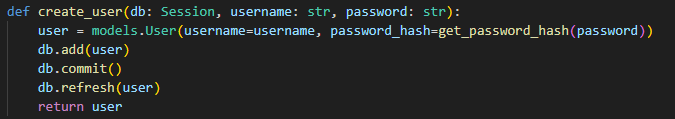 def create_user(db: Session, username: str, password: str):
    user = models.User(username=username, password_hash=get_password_hash(password))
    db.add(user)
    db.commit()
    db.refresh(user)
    return user